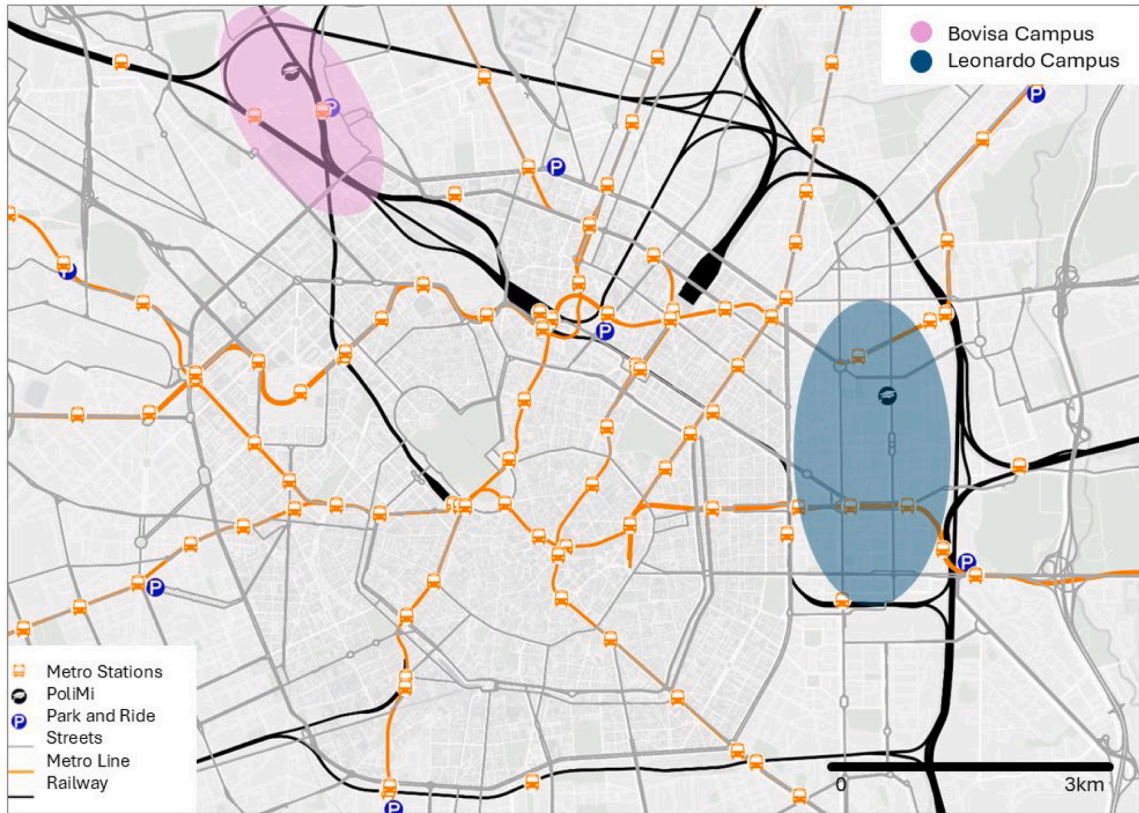 Bovisa Campus
Leonardo Campus
P
P
P
P
P
P
P
P
Metro Stations
PoliMi
P
Park and Ride
Streets
Metro Line
Railway
0
3km